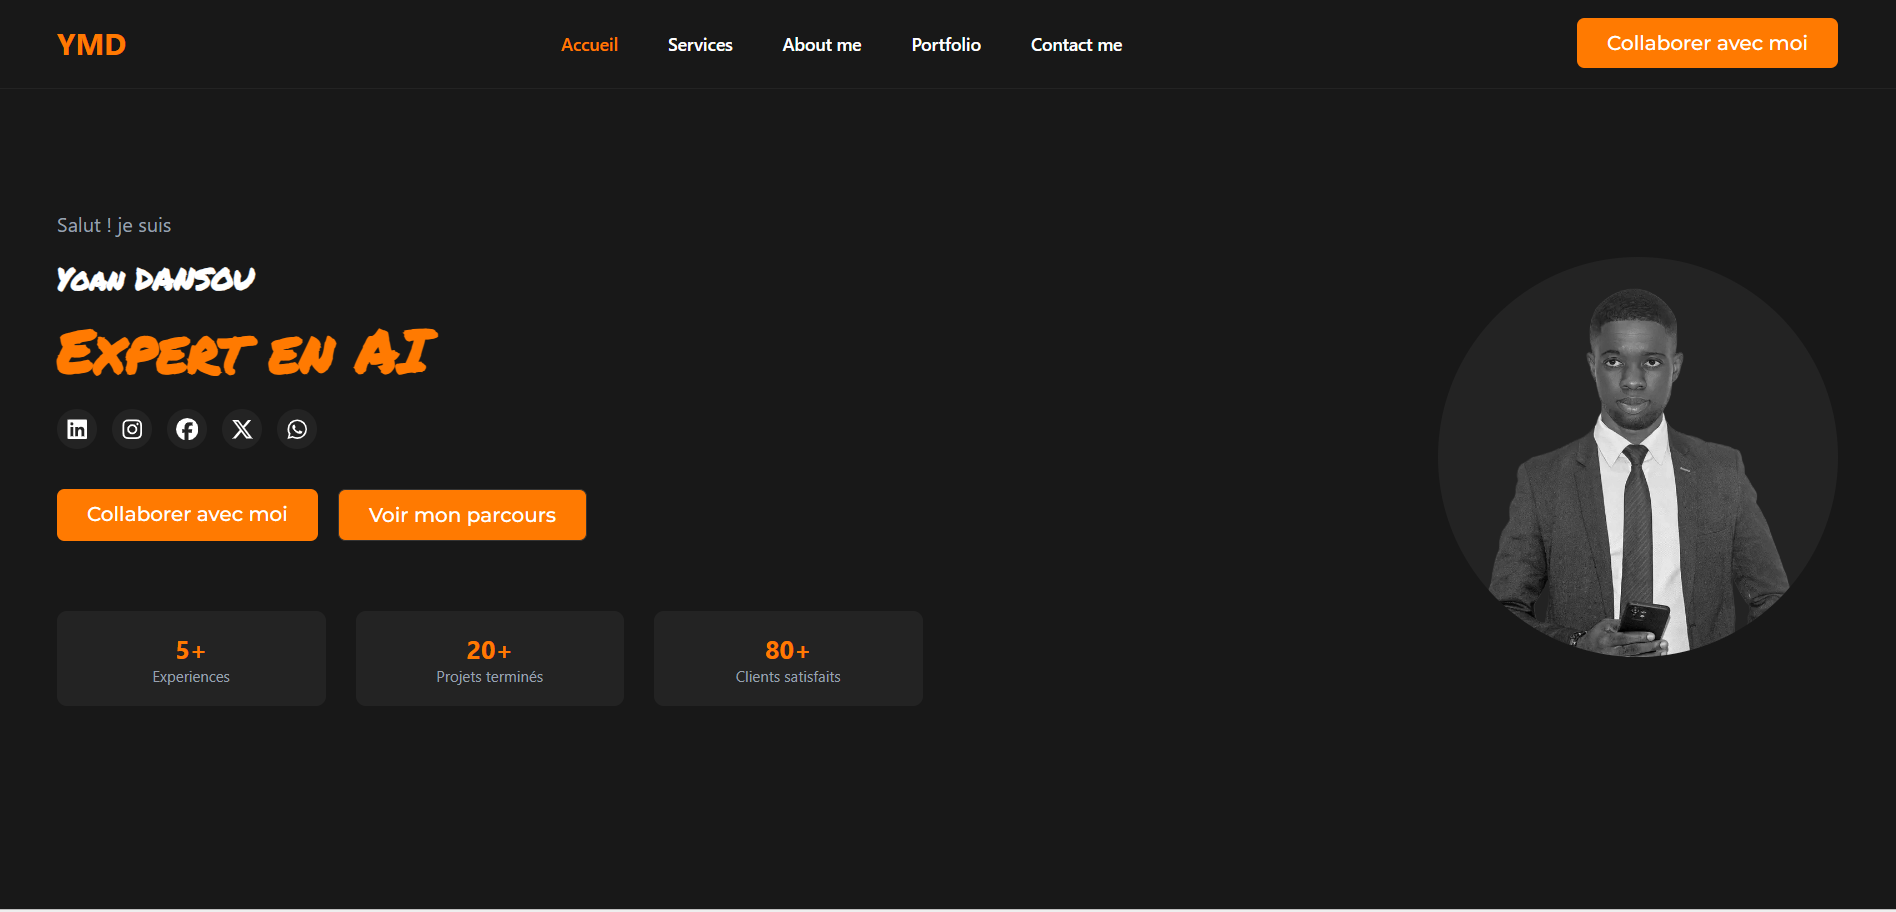 YMD
Accueil Services About me Portfolio Contact me
Collaborer avec moi
Salut ! je suis
Yoan DANSOU
Expert en AI
Collaborer avec moi
Voir mon parcours
5+
Experiences
20+
Projets terminés
80+
Clients satisfaits